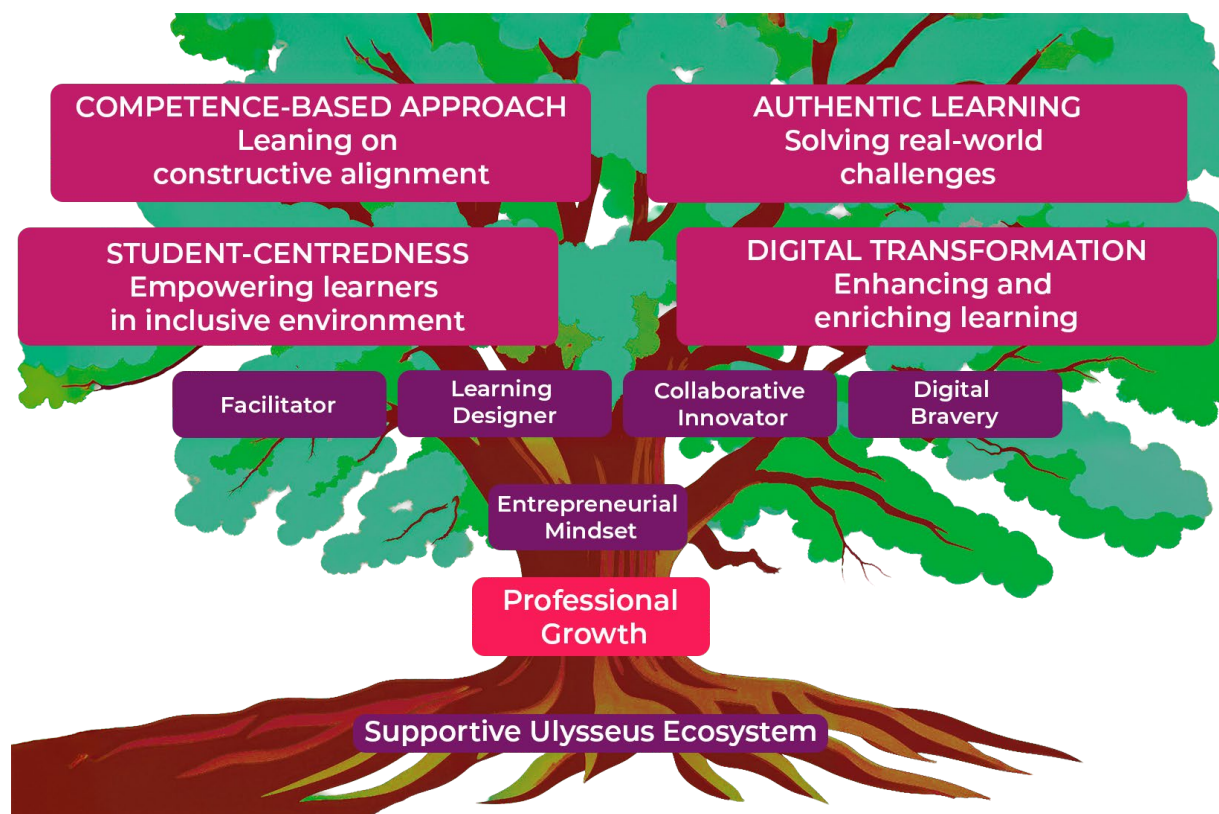 COMPETENCE-BASED APPROACH
Leaning on
constructive alignment
AUTHENTIC LEARNING
Solving real-world
challenges
STUDENT-CENTREDNESS
Empowering learners
in inclusive environment
DIGITAL TRANSFORMATION
Enhancing and
enriching learning
Facilitator
Learning
Designer
Collaborative
Innovator
Digital
Bravery
Entrepreneurial
Mindset
Professional
Growth
Supportive Ulysseus Ecosystem